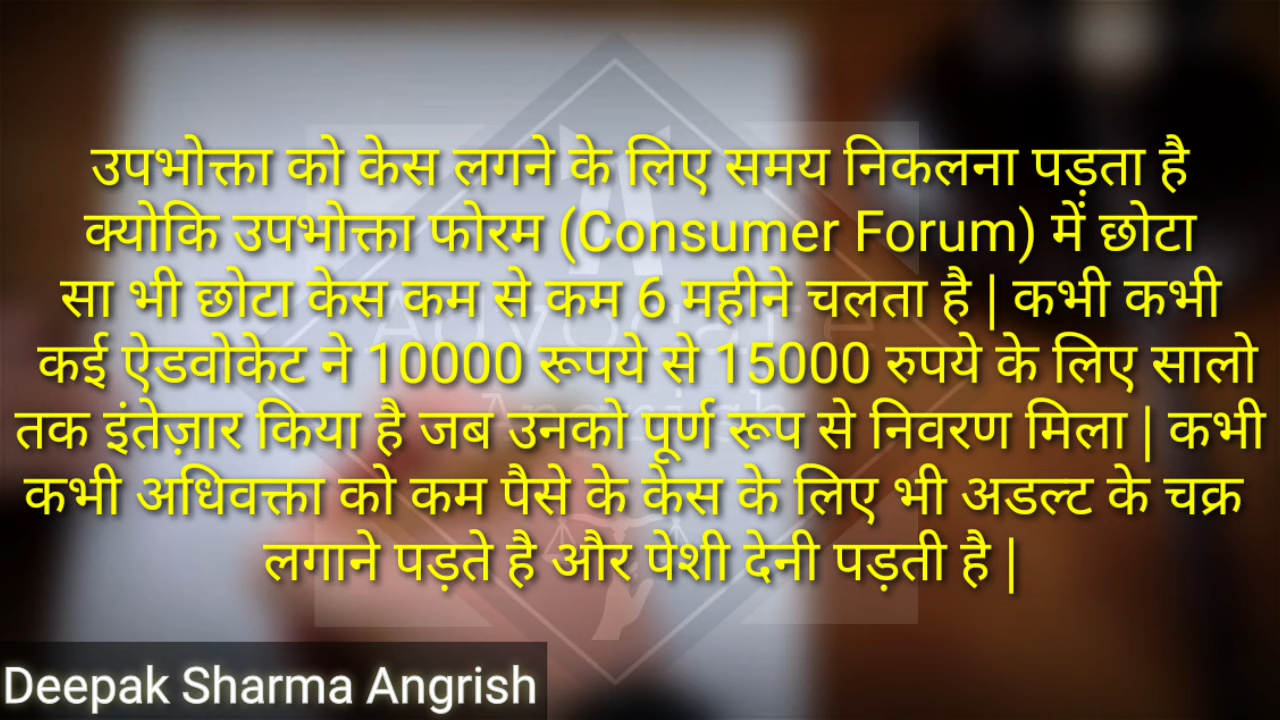 उपभोक्ता को केस लगने के लिए समय निकलना पड़ता है
क्योकि उपभोक्ता फोरम (Consumer Forum) में छोटा
सा भी छोटा केस कम से कम 6 महीने चलता है | कभी कभी
कई ऐडवोकेट ने 10000 रूपये से 15000 रुपये के लिए सालो
तक इंतेज़ार किया है जब उनको पूर्ण रूप से निवरण मिला | कभी
कभी अधिवक्ता को कम पैसे के केस के लिए भी अडल्ट के चक्र
लगाने पड़ते है और पेशी देनी पड़ती है |
Advocate
Angrish
Deepak Sharma Angrish